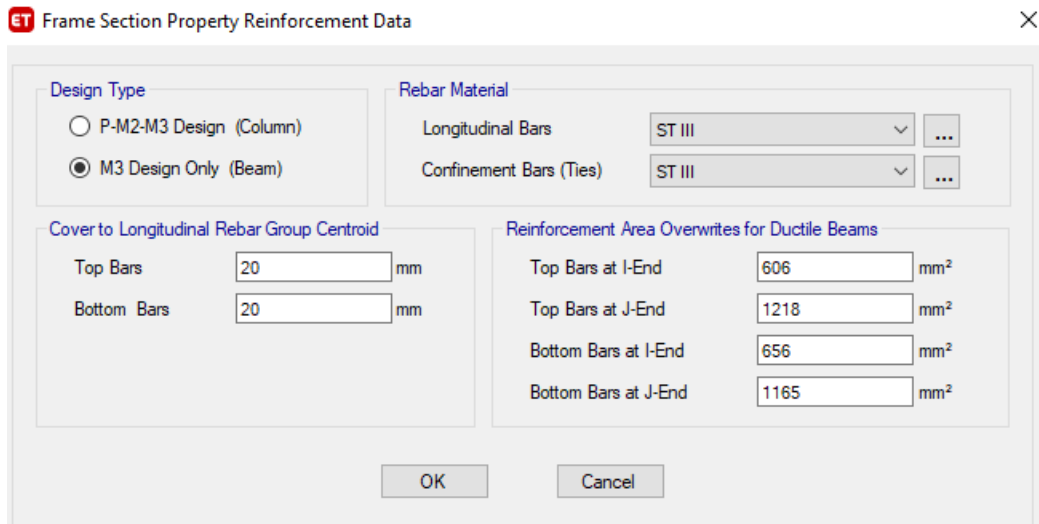 ET Frame Section Property Reinforcement Data
Design Type
P-M2-M3 Design (Column)
M3 Design Only (Beam)
Rebar Material
Longitudinal Bars ST III ...
Confinement Bars (Ties) ST III ...
Cover to Longitudinal Rebar Group Centroid
Top Bars 20 mm
Bottom Bars 20 mm
Reinforcement Area Overwrites for Ductile Beams
Top Bars at I-End 606 mm²
Top Bars at J-End 1218 mm²
Bottom Bars at I-End 656 mm²
Bottom Bars at J-End 1165 mm²
OK Cancel